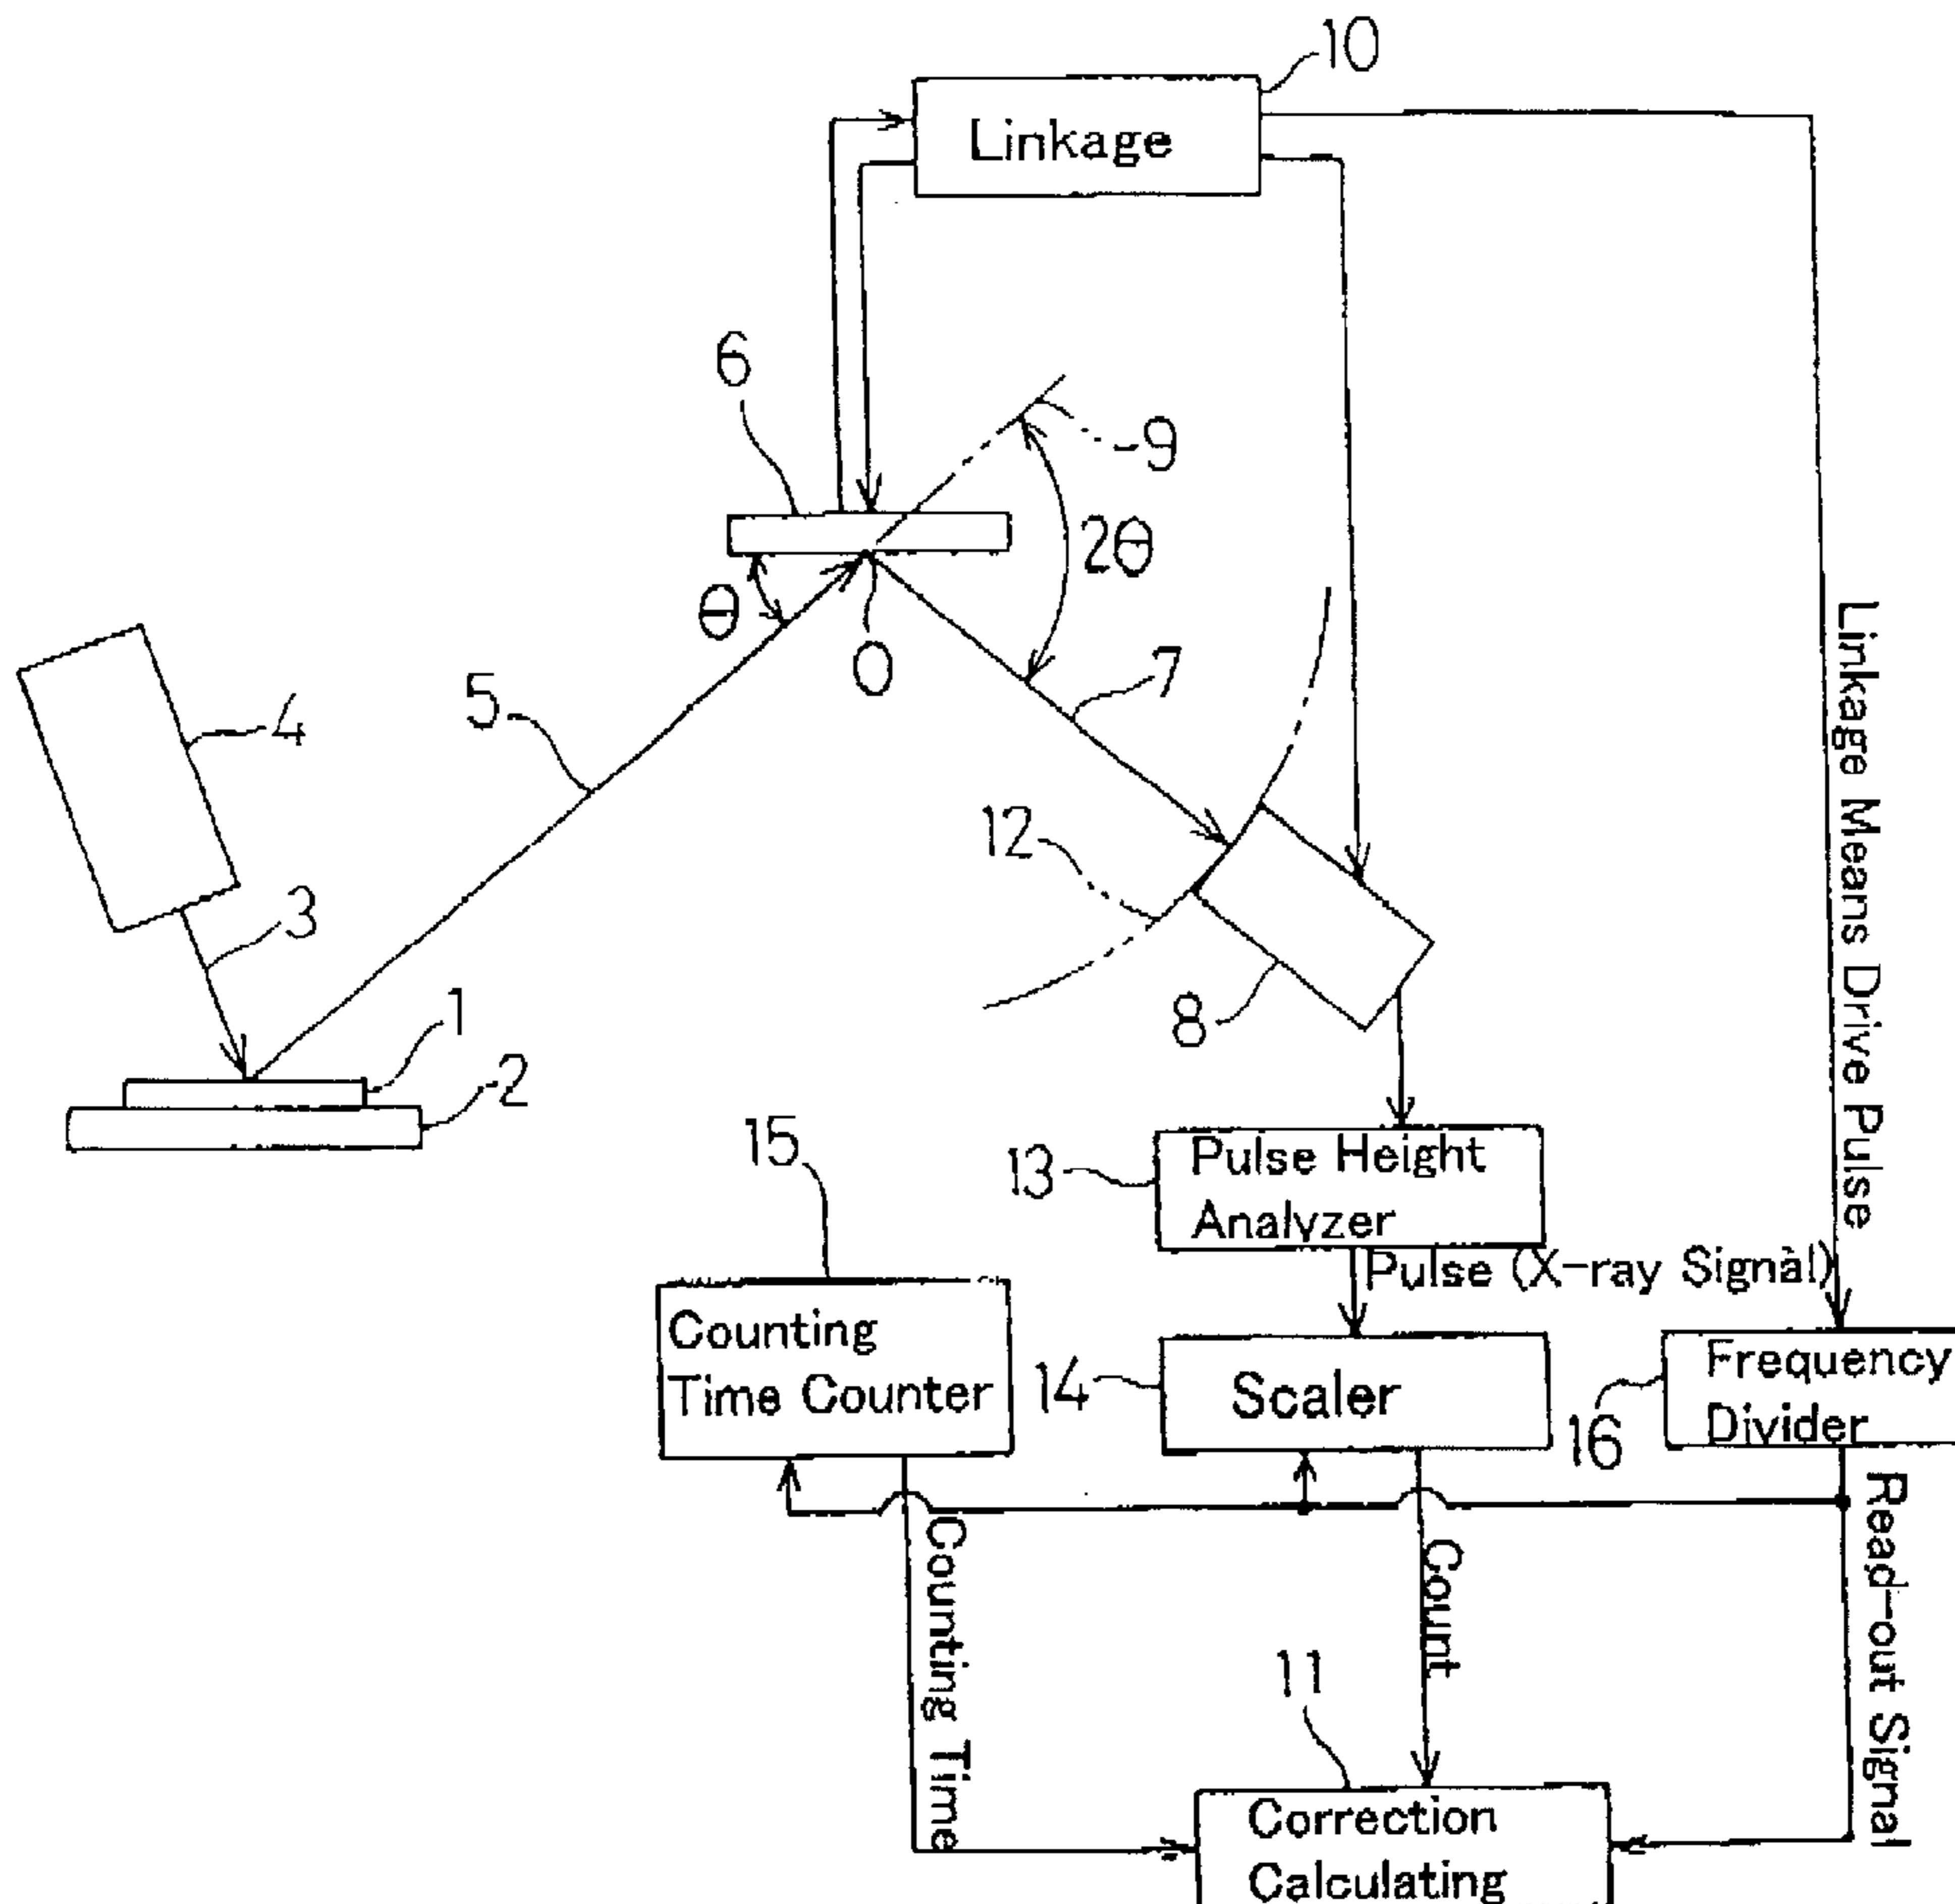 10
Linkage
6
9
2θ
θ
O
7
5
4
12
3
8
1
2
Linkage Means Drive Pulse
15
13
Pulse Height
Analyzer
Pulse (X-ray Signal)
Counting
Time Counter
14
Scaler
16
Frequency
Divider
Counting Time
Count
Read-out Signal
11
Correction
Calculating